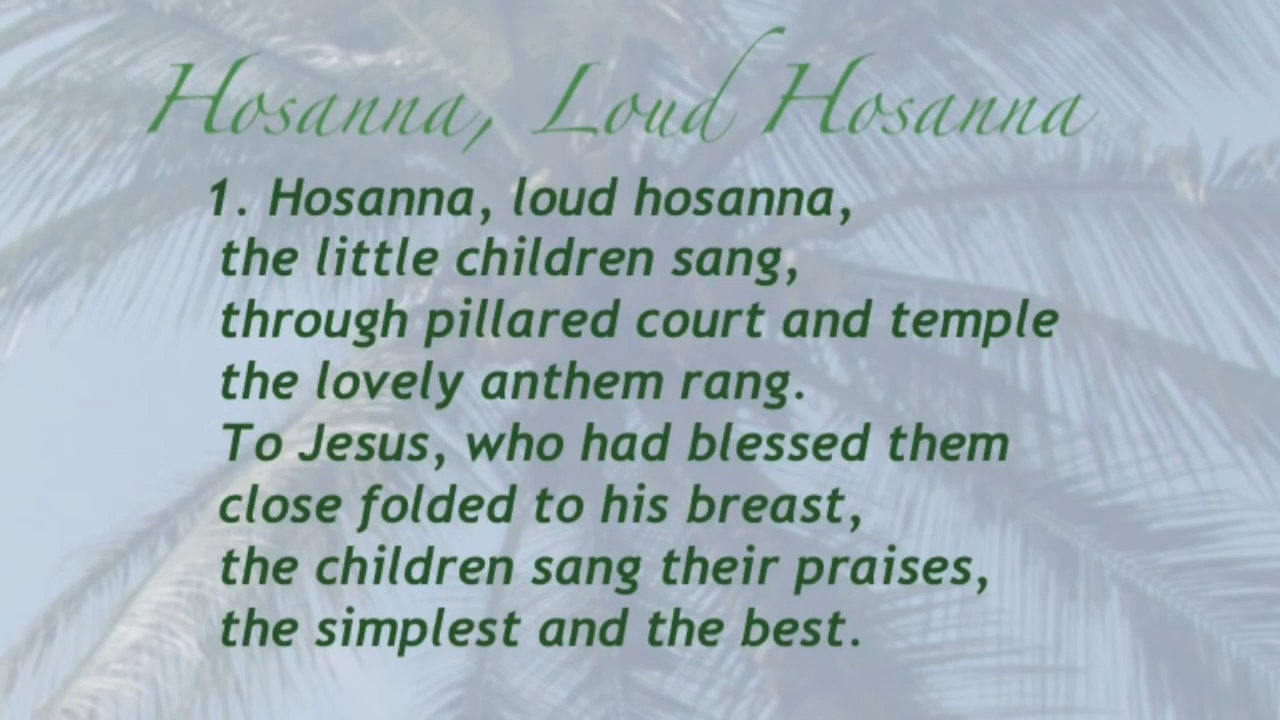 Hosanna, Loud Hosanna
1. Hosanna, loud hosanna,
the little children sang,
through pillared court and temple
the lovely anthem rang.
To Jesus, who had blessed them
close folded to his breast,
the children sang their praises,
the simplest and the best.